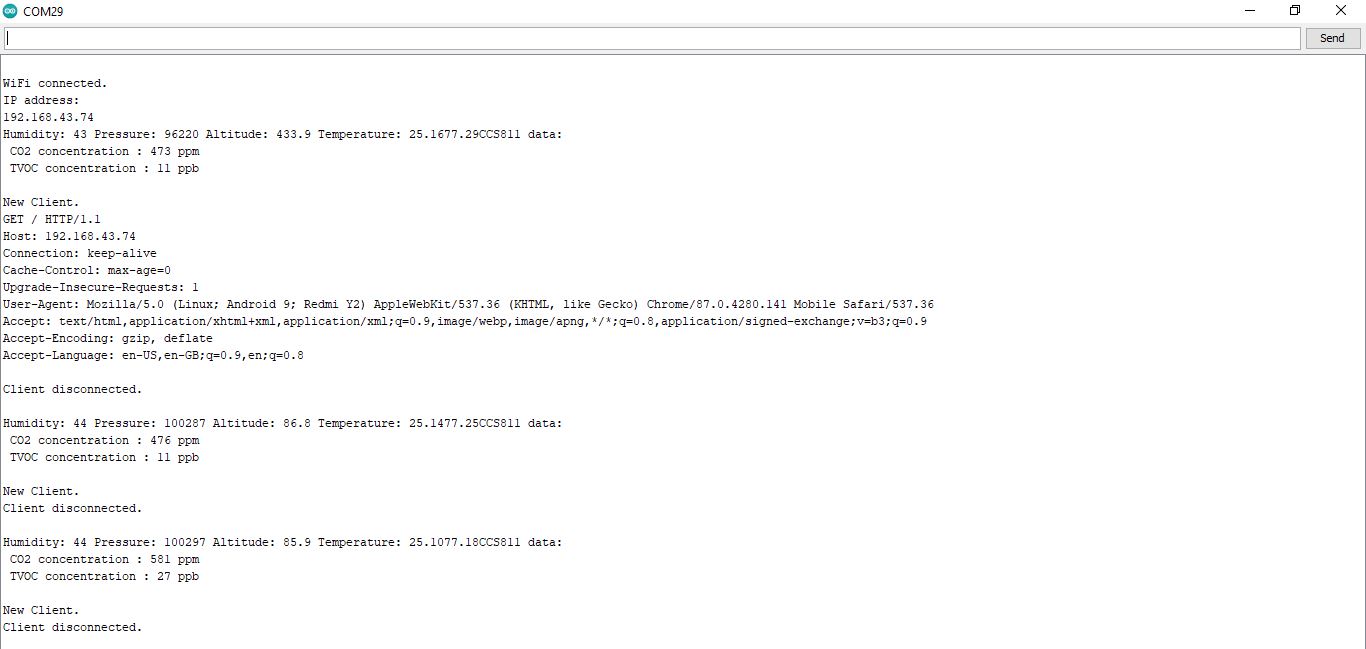 COM29
Send
WiFi connected.
IP address:
192.168.43.74
Humidity: 43 Pressure: 96220 Altitude: 433.9 Temperature: 25.1677.29CCS811 data:
CO2 concentration : 473 ppm
TVOC concentration : 11 ppb
New Client.
GET / HTTP/1.1
Host: 192.168.43.74
Connection: keep-alive
Cache-Control: max-age=0
Upgrade-Insecure-Requests: 1
User-Agent: Mozilla/5.0 (Linux; Android 9; Redmi Y2) AppleWebKit/537.36 (KHTML, like Gecko) Chrome/87.0.4280.141 Mobile Safari/537.36
Accept: text/html,application/xhtml+xml,application/xml;q=0.9,image/webp,image/apng,*/*;q=0.8,application/signed-exchange;v=b3;q=0.9
Accept-Encoding: gzip, deflate
Accept-Language: en-US,en-GB;q=0.9,en;q=0.8
Client disconnected.
Humidity: 44 Pressure: 100287 Altitude: 86.8 Temperature: 25.1477.25CCS811 data:
CO2 concentration : 476 ppm
TVOC concentration : 11 ppb
New Client.
Client disconnected.
Humidity: 44 Pressure: 100297 Altitude: 85.9 Temperature: 25.1077.18CCS811 data:
CO2 concentration : 581 ppm
TVOC concentration : 27 ppb
New Client.
Client disconnected.